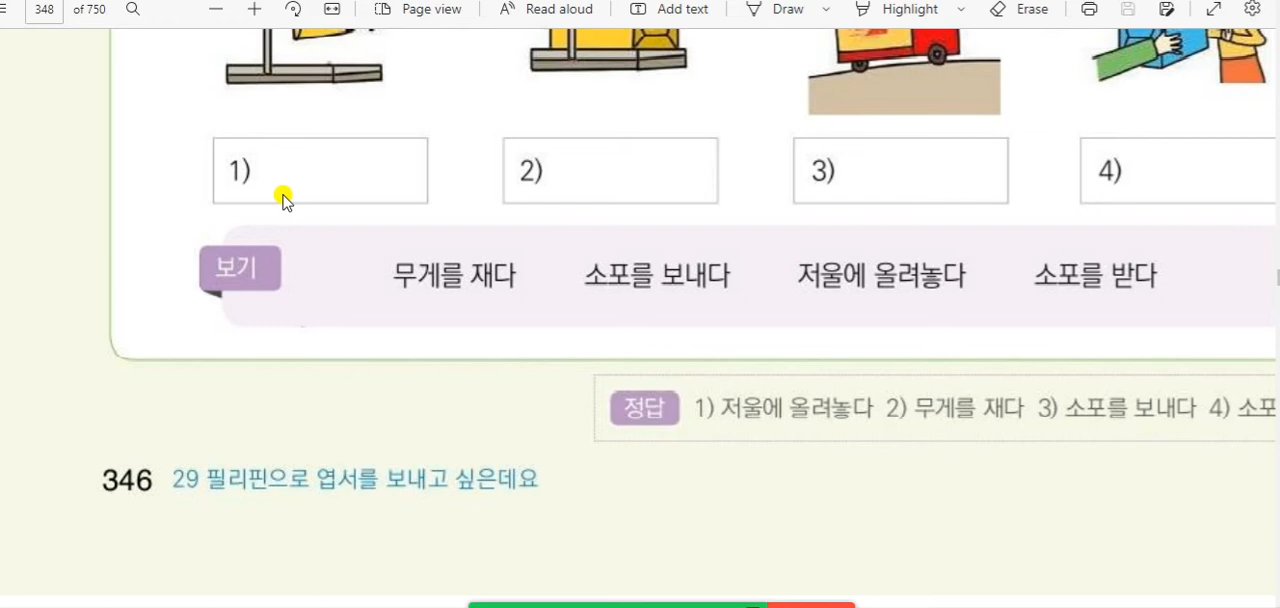 348 of 750 Page view Read aloud Add text Draw Highlight Erase
1) 2) 3) 4)
보기 무게를 재다 소포를 보내다 저울에 올려놓다 소포를 받다
정답 1) 저울에 올려놓다 2) 무게를 재다 3) 소포를 보내다 4) 소포
346 29 필리핀으로 엽서를 보내고 싶은데요